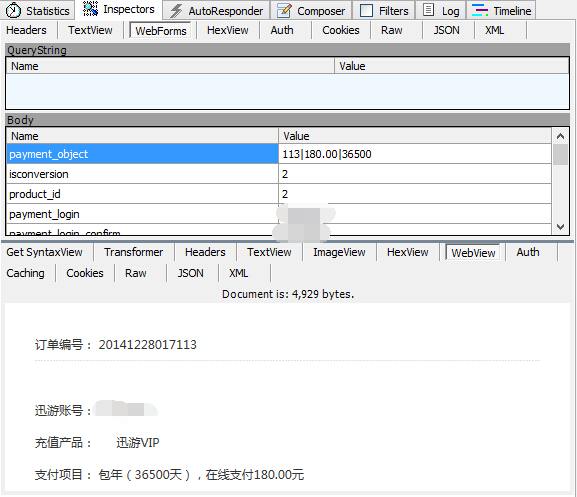 Statistics Inspectors AutoResponder Composer Filters Log Timeline
Headers TextView WebForms HexView Auth Cookies Raw JSON XML
QueryString
Name Value
Body
Name Value
payment_object 113|180.00|36500
isconversion 2
product_id 2
payment_login
payment_login_confirm
Get SyntaxView Transformer Headers TextView ImageView HexView WebView Auth
Caching Cookies Raw JSON XML
Document is: 4,929 bytes.
订单编号： 20141228017113
迅游账号：
充值产品： 迅游VIP
支付项目： 包年（36500天），在线支付180.00元